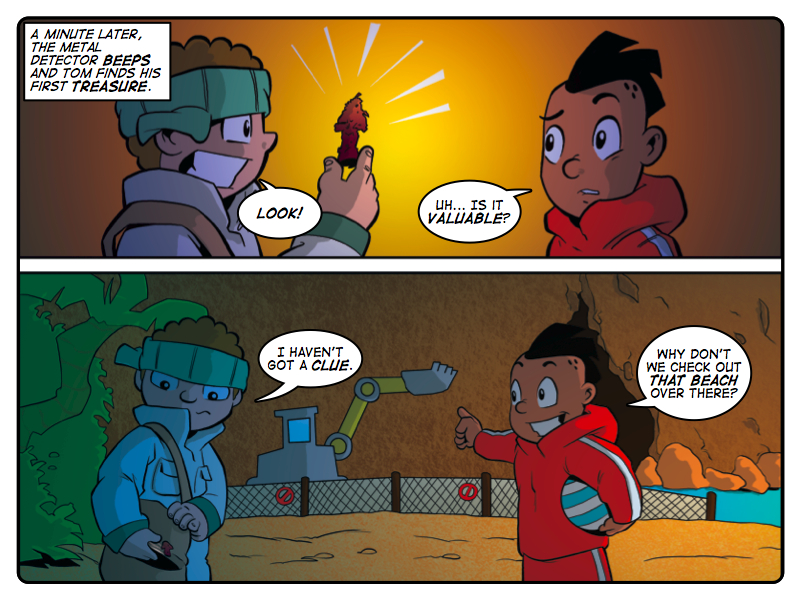 A MINUTE LATER,
THE METAL
DETECTOR BEEPS
AND TOM FINDS HIS
FIRST TREASURE.
LOOK!
UH... IS IT
VALUABLE?
I HAVEN'T
GOT A CLUE.
WHY DON'T
WE CHECK OUT
THAT BEACH
OVER THERE?